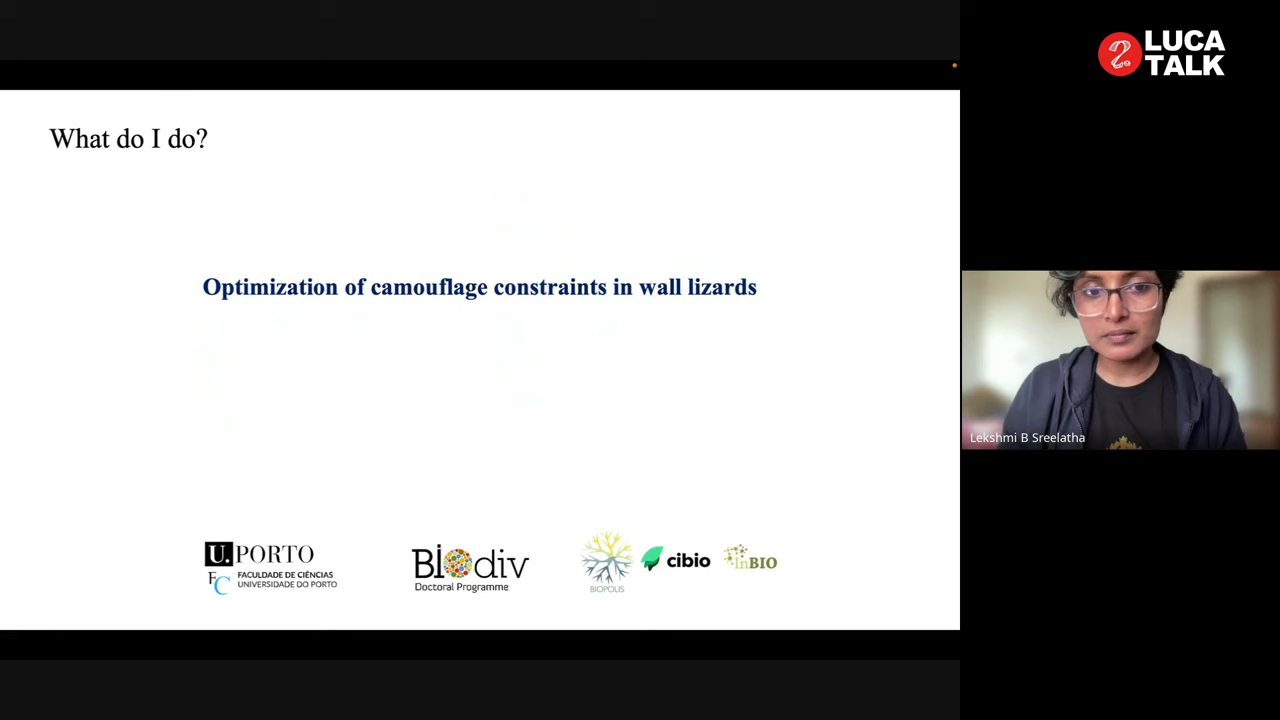 LUCA
TALK
What do I do?
Optimization of camouflage constraints in wall lizards
Lekshmi B Sreelatha
U. PORTO
FC FACULDADE DE CIÊNCIAS
UNIVERSIDADE DO PORTO
BIodiv
Doctoral Programme
BIOPOLIS
cibio
InBIO